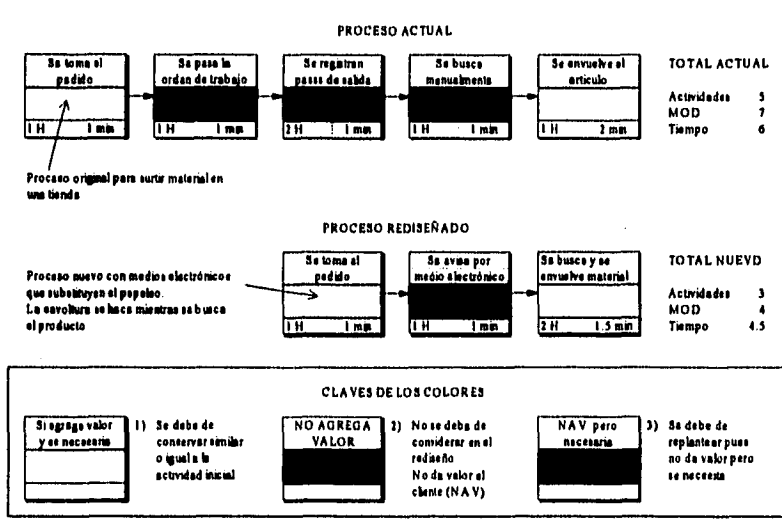 PROCESO ACTUAL
Se toma el
pedido
1 H 1 min
Se pasa la
orden de trabajo
1 H 1 min
Se registran
pases de salida
2 H 1 min
Se busca
manualmente
1 H 1 min
Se envuelve el
articulo
1 H 2 min
TOTAL ACTUAL
Actividades 5
MOD 7
Tiempo 6
Proceso original para surtir material en
una tienda
PROCESO REDISEÑADO
Proceso nuevo con medios electrónicos
que substituyen el papeleo.
La envoltura se hace mientras se busca
el producto
Se toma el
pedido
1 H 1 min
Se avisa por
medio electrónico
1 H 1 min
Se busca y se
envuelve material
2 H 1.5 min
TOTAL NUEVO
Actividades 3
MOD 4
Tiempo 4.5
CLAVES DE LOS COLORES
Si agrega valor
y es necesaria
1) Se debe de
conservar similar
o igual a la
actividad inicial
NO AGREGA
VALOR
2) No se debe de
considerar en el
rediseño
No da valor al
cliente (NAV)
NAV pero
necesaria
3) Se debe de
replantear pues
no da valor pero
se necesita